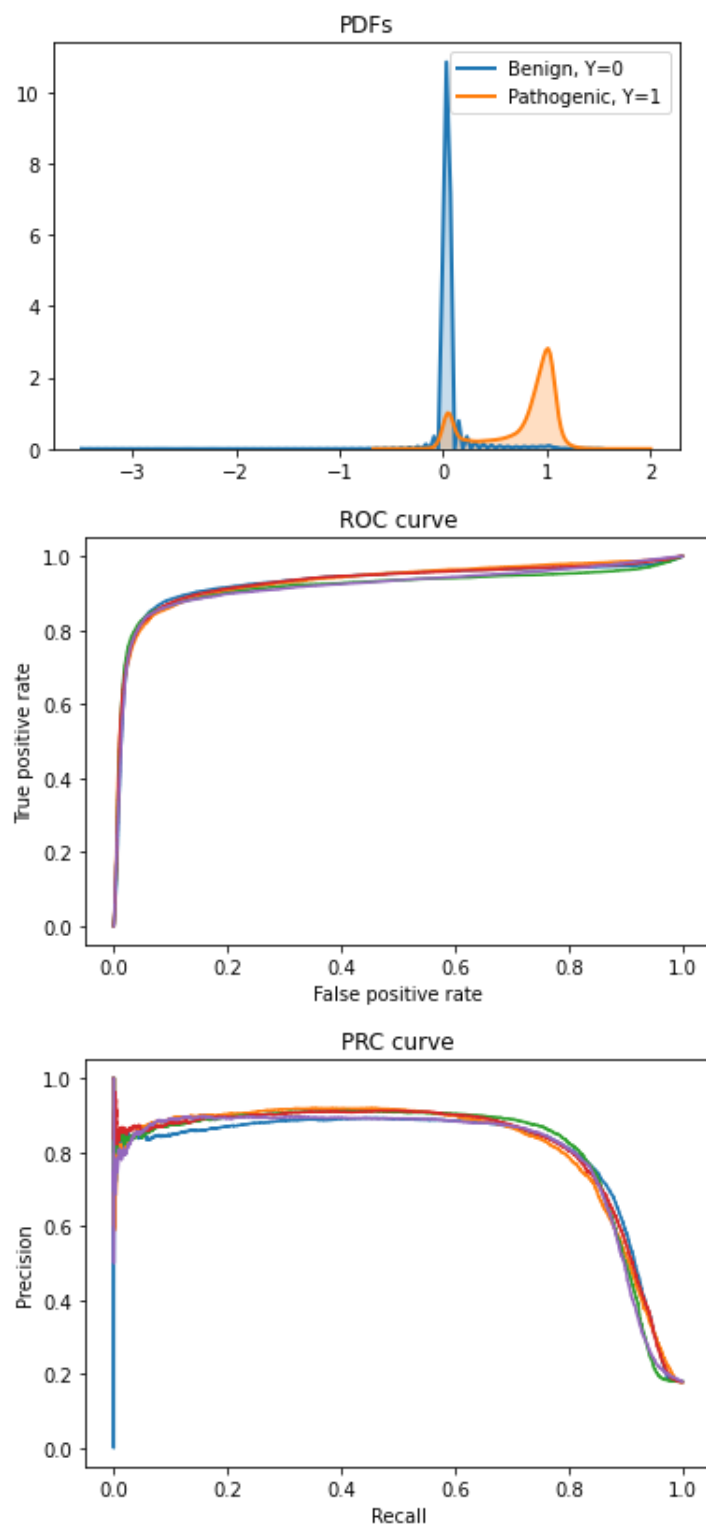 PDFs
Benign, Y=0
Pathogenic, Y=1
10
8
6
4
2
0
−3 −2 −1 0 1 2
ROC curve
True positive rate
1.0
0.8
0.6
0.4
0.2
0.0
0.0 0.2 0.4 0.6 0.8 1.0
False positive rate
PRC curve
Precision
1.0
0.8
0.6
0.4
0.2
0.0
0.0 0.2 0.4 0.6 0.8 1.0
Recall